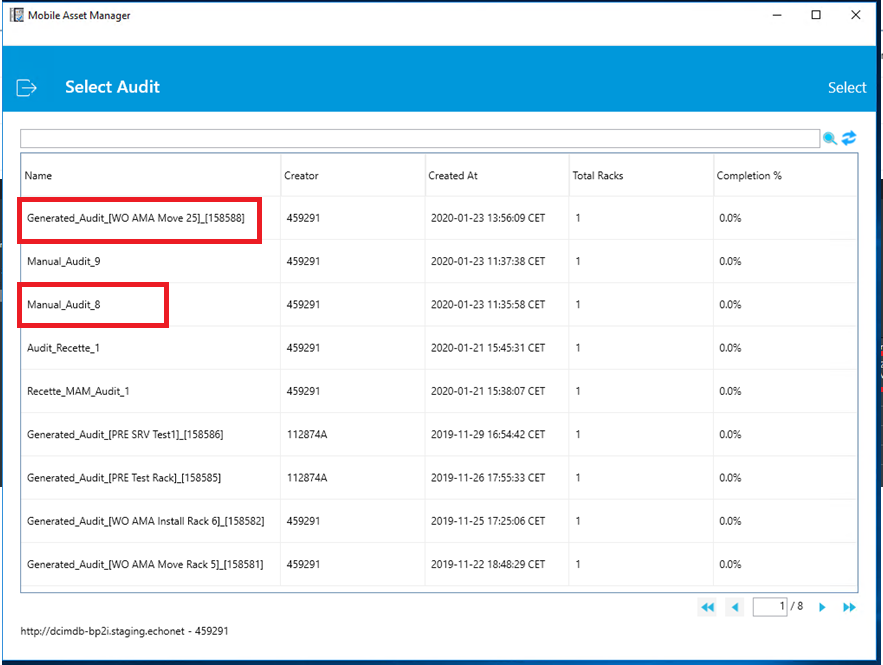 Mobile Asset Manager
Select Audit Select
Name Creator Created At Total Racks Completion %
Generated_Audit_[WO AMA Move 25]_[158588] 459291 2020-01-23 13:56:09 CET 1 0.0%
Manual_Audit_9 459291 2020-01-23 11:37:38 CET 1 0.0%
Manual_Audit_8 459291 2020-01-23 11:35:58 CET 1 0.0%
Audit_Recette_1 459291 2020-01-21 15:45:31 CET 1 0.0%
Recette_MAM_Audit_1 459291 2020-01-21 15:38:07 CET 1 0.0%
Generated_Audit_[PRE SRV Test1]_[158586] 112874A 2019-11-29 16:54:42 CET 1 0.0%
Generated_Audit_[PRE Test Rack]_[158585] 112874A 2019-11-26 17:55:33 CET 1 0.0%
Generated_Audit_[WO AMA Install Rack 6]_[158582] 459291 2019-11-25 17:25:06 CET 1 0.0%
Generated_Audit_[WO AMA Move Rack 5]_[158581] 459291 2019-11-22 18:48:29 CET 1 0.0%
1 / 8
http://dcimdb-bp2i.staging.echonet - 459291